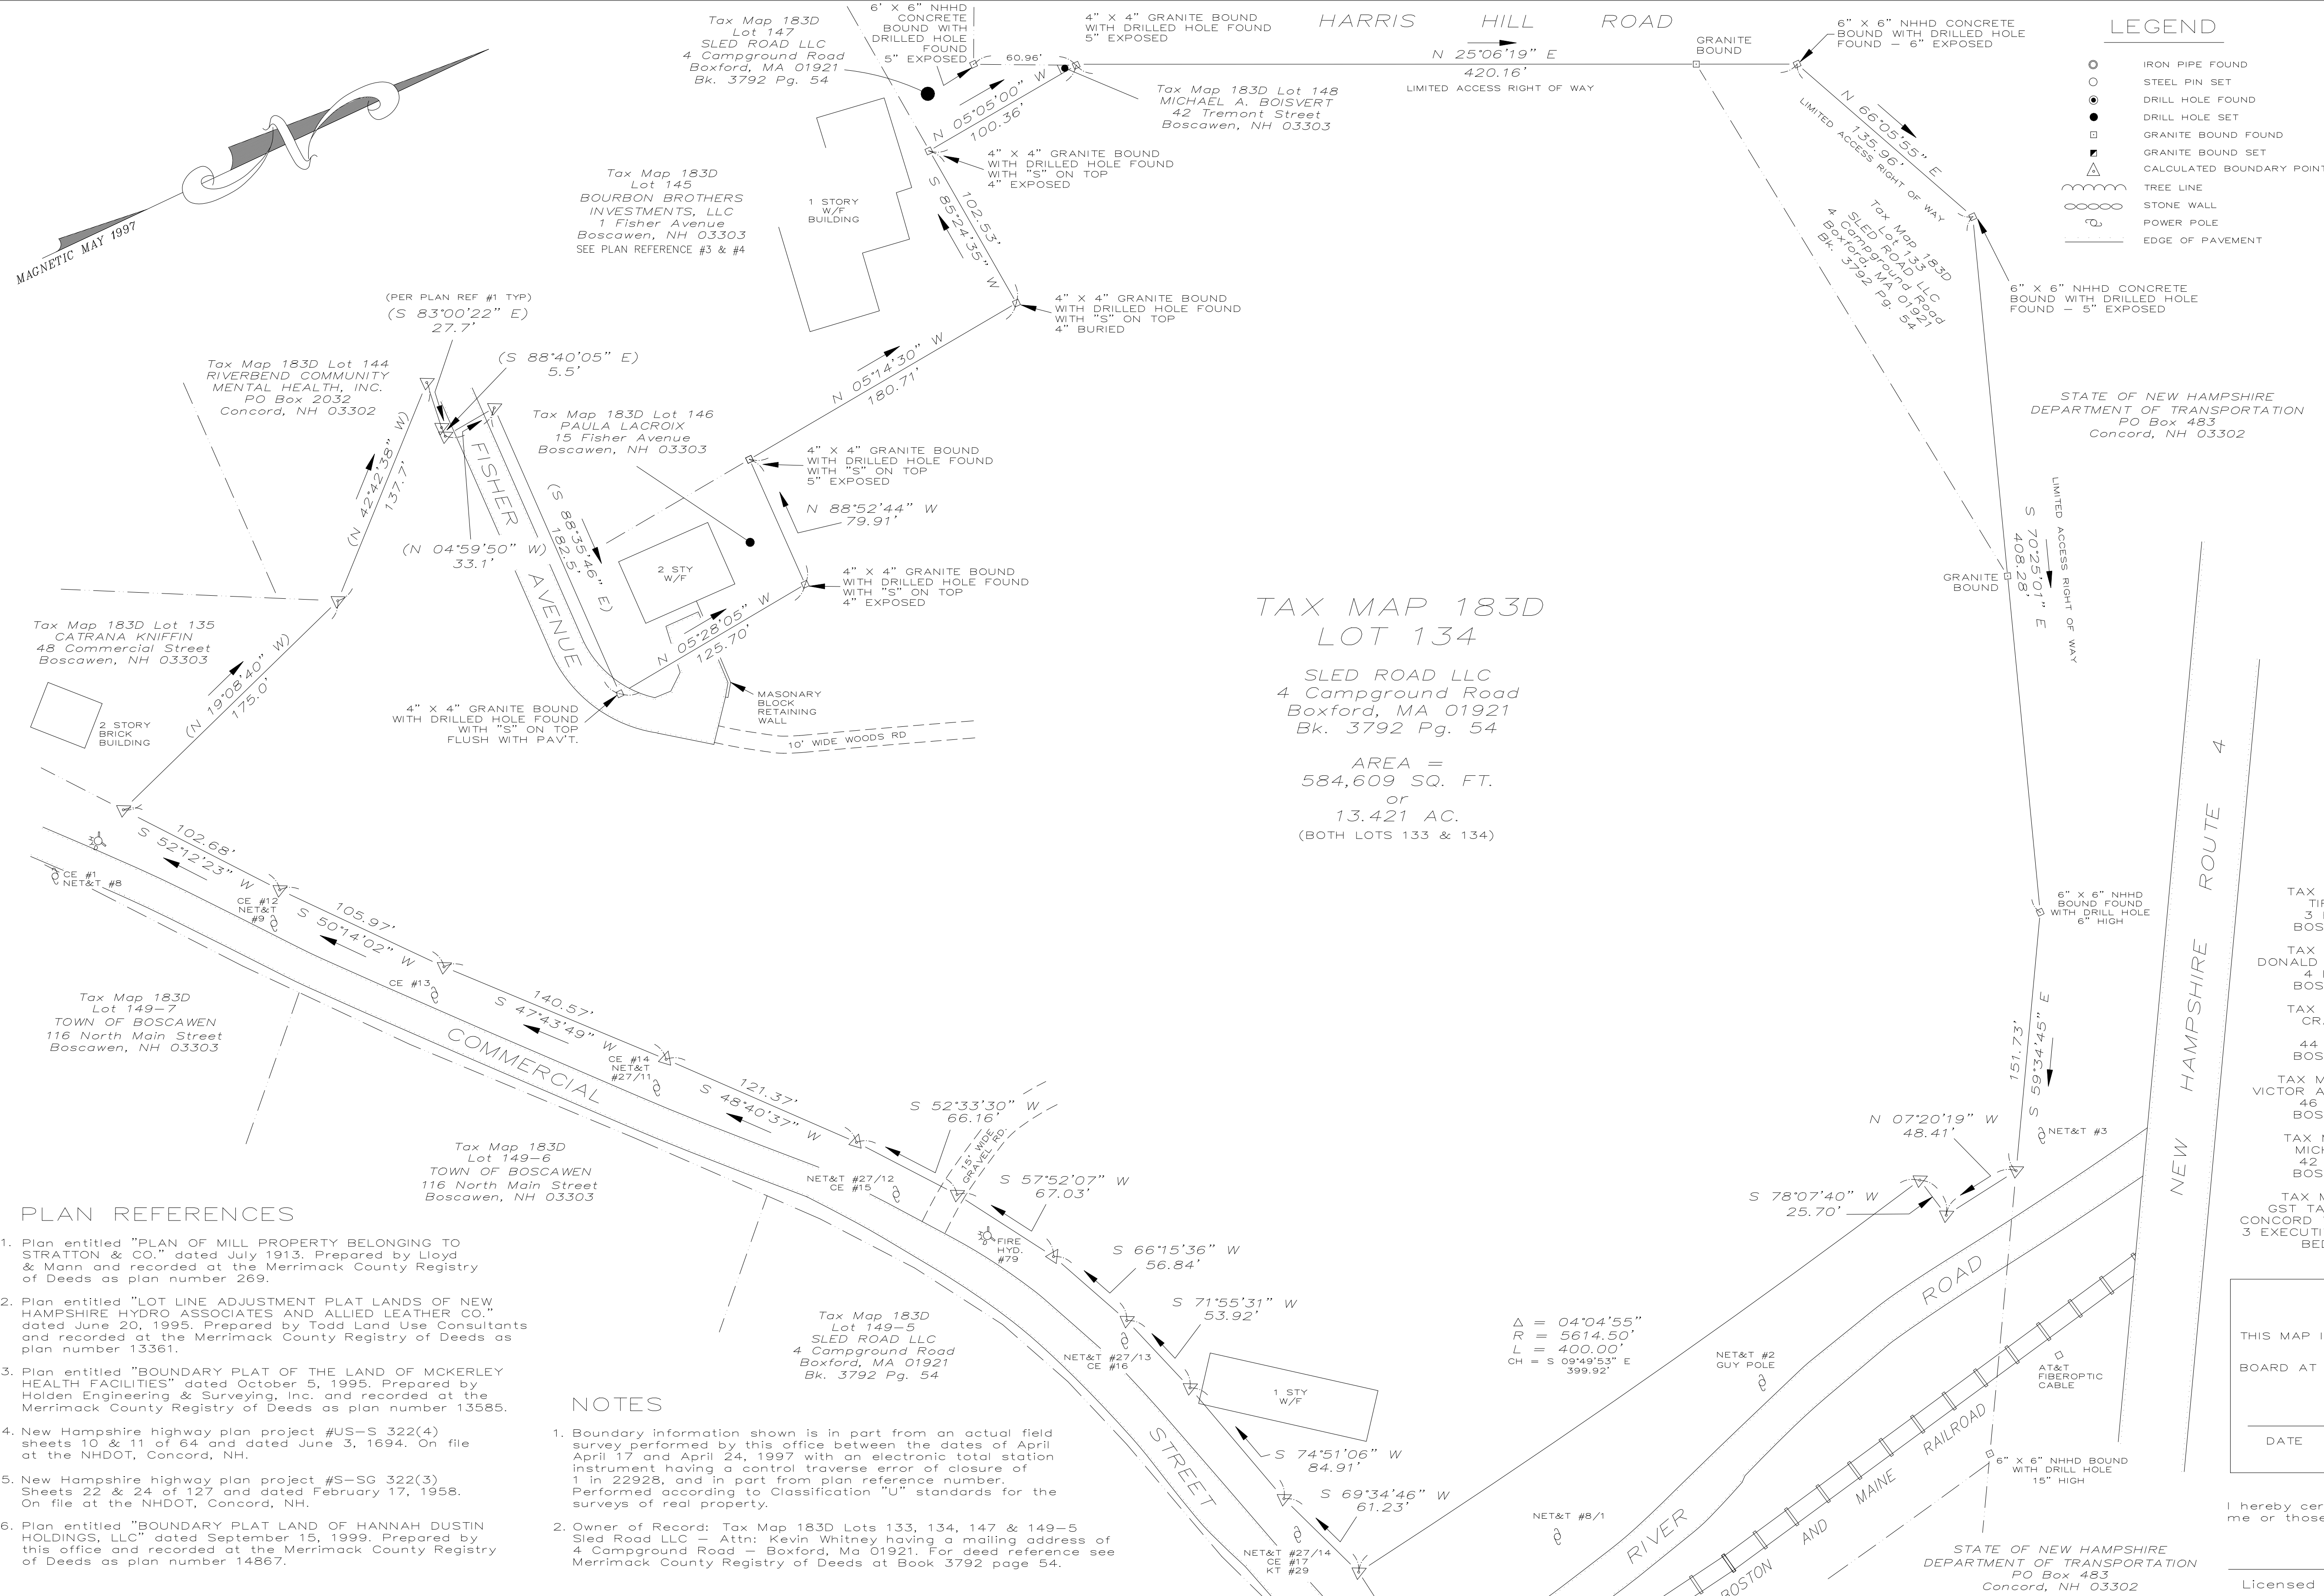 HARRIS HILL ROAD
LEGEND
IRON PIPE FOUND
STEEL PIN SET
DRILL HOLE FOUND
DRILL HOLE SET
GRANITE BOUND FOUND
GRANITE BOUND SET
CALCULATED BOUNDARY POINT
TREE LINE
STONE WALL
POWER POLE
EDGE OF PAVEMENT
MAGNETIC MAY 1997
Tax Map 183D
Lot 147
SLED ROAD LLC
4 Campground Road
Boxford, MA 01921
Bk. 3792 Pg. 54
6' X 6" NHHD
CONCRETE
BOUND WITH
DRILLED HOLE
FOUND
5" EXPOSED
4" X 4" GRANITE BOUND
WITH DRILLED HOLE FOUND
5" EXPOSED
60.96'
N 05°05'00" W
100.36'
N 25°06'19" E
420.16'
LIMITED ACCESS RIGHT OF WAY
GRANITE
BOUND
6" X 6" NHHD CONCRETE
BOUND WITH DRILLED HOLE
FOUND – 6" EXPOSED
Tax Map 183D Lot 148
MICHAEL A. BOISVERT
42 Tremont Street
Boscawen, NH 03303
4" X 4" GRANITE BOUND
WITH DRILLED HOLE FOUND
WITH "S" ON TOP
4" EXPOSED
N 66°05'55" E
135.96'
LIMITED ACCESS RIGHT OF WAY
Tax Map 183D
Lot 133
SLED ROAD LLC
4 Campground Road
Boxford, MA 01921
Bk. 3792 Pg. 54
6" X 6" NHHD CONCRETE
BOUND WITH DRILLED HOLE
FOUND – 5" EXPOSED
Tax Map 183D
Lot 145
BOURBON BROTHERS
INVESTMENTS, LLC
1 Fisher Avenue
Boscawen, NH 03303
SEE PLAN REFERENCE #3 & #4
1 STORY
W/F
BUILDING
102.53'
S 85°24'35" W
4" X 4" GRANITE BOUND
WITH DRILLED HOLE FOUND
WITH "S" ON TOP
4" BURIED
(PER PLAN REF #1 TYP)
(S 83°00'22" E)
27.7'
(S 88°40'05" E)
5.5'
N 05°14'30" W
180.71'
Tax Map 183D Lot 144
RIVERBEND COMMUNITY
MENTAL HEALTH, INC.
PO Box 2032
Concord, NH 03302
Tax Map 183D Lot 146
PAULA LACROIX
15 Fisher Avenue
Boscawen, NH 03303
(N 42°42'38" W)
137.7'
FISHER AVENUE
(N 04°59'50" W)
33.1'
(S 88°35'46" E)
182.5'
4" X 4" GRANITE BOUND
WITH DRILLED HOLE FOUND
WITH "S" ON TOP
5" EXPOSED
N 88°52'44" W
79.91'
2 STY
W/F
4" X 4" GRANITE BOUND
WITH DRILLED HOLE FOUND
WITH "S" ON TOP
4" EXPOSED
N 05°28'05" W
125.70'
MASONARY
BLOCK
RETAINING
WALL
10' WIDE WOODS RD
4" X 4" GRANITE BOUND
WITH DRILLED HOLE FOUND
WITH "S" ON TOP
FLUSH WITH PAV'T.
Tax Map 183D Lot 135
CATRANA KNIFFIN
48 Commercial Street
Boscawen, NH 03303
2 STORY
BRICK
BUILDING
(N 19°08'40" W)
175.0'
TAX MAP 183D
LOT 134
SLED ROAD LLC
4 Campground Road
Boxford, MA 01921
Bk. 3792 Pg. 54
AREA =
584,609 SQ. FT.
or
13.421 AC.
(BOTH LOTS 133 & 134)
STATE OF NEW HAMPSHIRE
DEPARTMENT OF TRANSPORTATION
PO Box 483
Concord, NH 03302
S 70°25'01" E
408.28'
LIMITED ACCESS RIGHT OF WAY
GRANITE
BOUND
NEW HAMPSHIRE ROUTE 4
6" X 6" NHHD
BOUND FOUND
WITH DRILL HOLE
6" HIGH
151.73'
S 59°34'45" E
NET&T #3
N 07°20'19" W
48.41'
S 78°07'40" W
25.70'
102.68'
S 52°12'23" W
CE #1
NET&T #8
CE #12
NET&T
#9
105.97'
S 50°14'02" W
CE #13
140.57'
S 47°43'49" W
CE #14
NET&T
#27/11
121.37'
S 48°40'37" W
S 52°33'30" W
66.16'
15' WIDE
GRAVEL RD.
NET&T #27/12
CE #15
S 57°52'07" W
67.03'
FIRE
HYD.
#79
S 66°15'36" W
56.84'
S 71°55'31" W
53.92'
NET&T #27/13
CE #16
1 STY
W/F
S 74°51'06" W
84.91'
S 69°34'46" W
61.23'
NET&T #27/14
CE #17
KT #29
COMMERCIAL STREET
Tax Map 183D
Lot 149–7
TOWN OF BOSCAWEN
116 North Main Street
Boscawen, NH 03303
Tax Map 183D
Lot 149–6
TOWN OF BOSCAWEN
116 North Main Street
Boscawen, NH 03303
Tax Map 183D
Lot 149–5
SLED ROAD LLC
4 Campground Road
Boxford, MA 01921
Bk. 3792 Pg. 54
Δ = 04°04'55"
R = 5614.50'
L = 400.00'
CH = S 09°49'53" E
399.92'
NET&T #2
GUY POLE
NET&T #8/1
RIVER ROAD
BOSTON AND MAINE RAILROAD
AT&T
FIBEROPTIC
CABLE
6" X 6" NHHD BOUND
WITH DRILL HOLE
15" HIGH
STATE OF NEW HAMPSHIRE
DEPARTMENT OF TRANSPORTATION
PO Box 483
Concord, NH 03302
PLAN REFERENCES
1. Plan entitled "PLAN OF MILL PROPERTY BELONGING TO
STRATTON & CO." dated July 1913. Prepared by Lloyd
& Mann and recorded at the Merrimack County Registry
of Deeds as plan number 269.
2. Plan entitled "LOT LINE ADJUSTMENT PLAT LANDS OF NEW
HAMPSHIRE HYDRO ASSOCIATES AND ALLIED LEATHER CO."
dated June 20, 1995. Prepared by Todd Land Use Consultants
and recorded at the Merrimack County Registry of Deeds as
plan number 13361.
3. Plan entitled "BOUNDARY PLAT OF THE LAND OF MCKERLEY
HEALTH FACILITIES" dated October 5, 1995. Prepared by
Holden Engineering & Surveying, Inc. and recorded at the
Merrimack County Registry of Deeds as plan number 13585.
4. New Hampshire highway plan project #US–S 322(4)
sheets 10 & 11 of 64 and dated June 3, 1694. On file
at the NHDOT, Concord, NH.
5. New Hampshire highway plan project #S–SG 322(3)
Sheets 22 & 24 of 127 and dated February 17, 1958.
On file at the NHDOT, Concord, NH.
6. Plan entitled "BOUNDARY PLAT LAND OF HANNAH DUSTIN
HOLDINGS, LLC" dated September 15, 1999. Prepared by
this office and recorded at the Merrimack County Registry
of Deeds as plan number 14867.
NOTES
1. Boundary information shown is in part from an actual field
survey performed by this office between the dates of April
April 17 and April 24, 1997 with an electronic total station
instrument having a control traverse error of closure of
1 in 22928, and in part from plan reference number.
Performed according to Classification "U" standards for the
surveys of real property.
2. Owner of Record: Tax Map 183D Lots 133, 134, 147 & 149–5
Sled Road LLC – Attn: Kevin Whitney having a mailing address of
4 Campground Road – Boxford, Ma 01921. For deed reference see
Merrimack County Registry of Deeds at Book 3792 page 54.
TAX
TIF
3
BOS
TAX
DONALD
4
BOS
TAX
CR
44
BOS
TAX M
VICTOR A
46
BOS
TAX M
MICH
42
BOS
TAX M
GST TA
CONCORD
3 EXECUTI
BED
THIS MAP I
BOARD AT
DATE
I hereby cer
me or those
Licensed